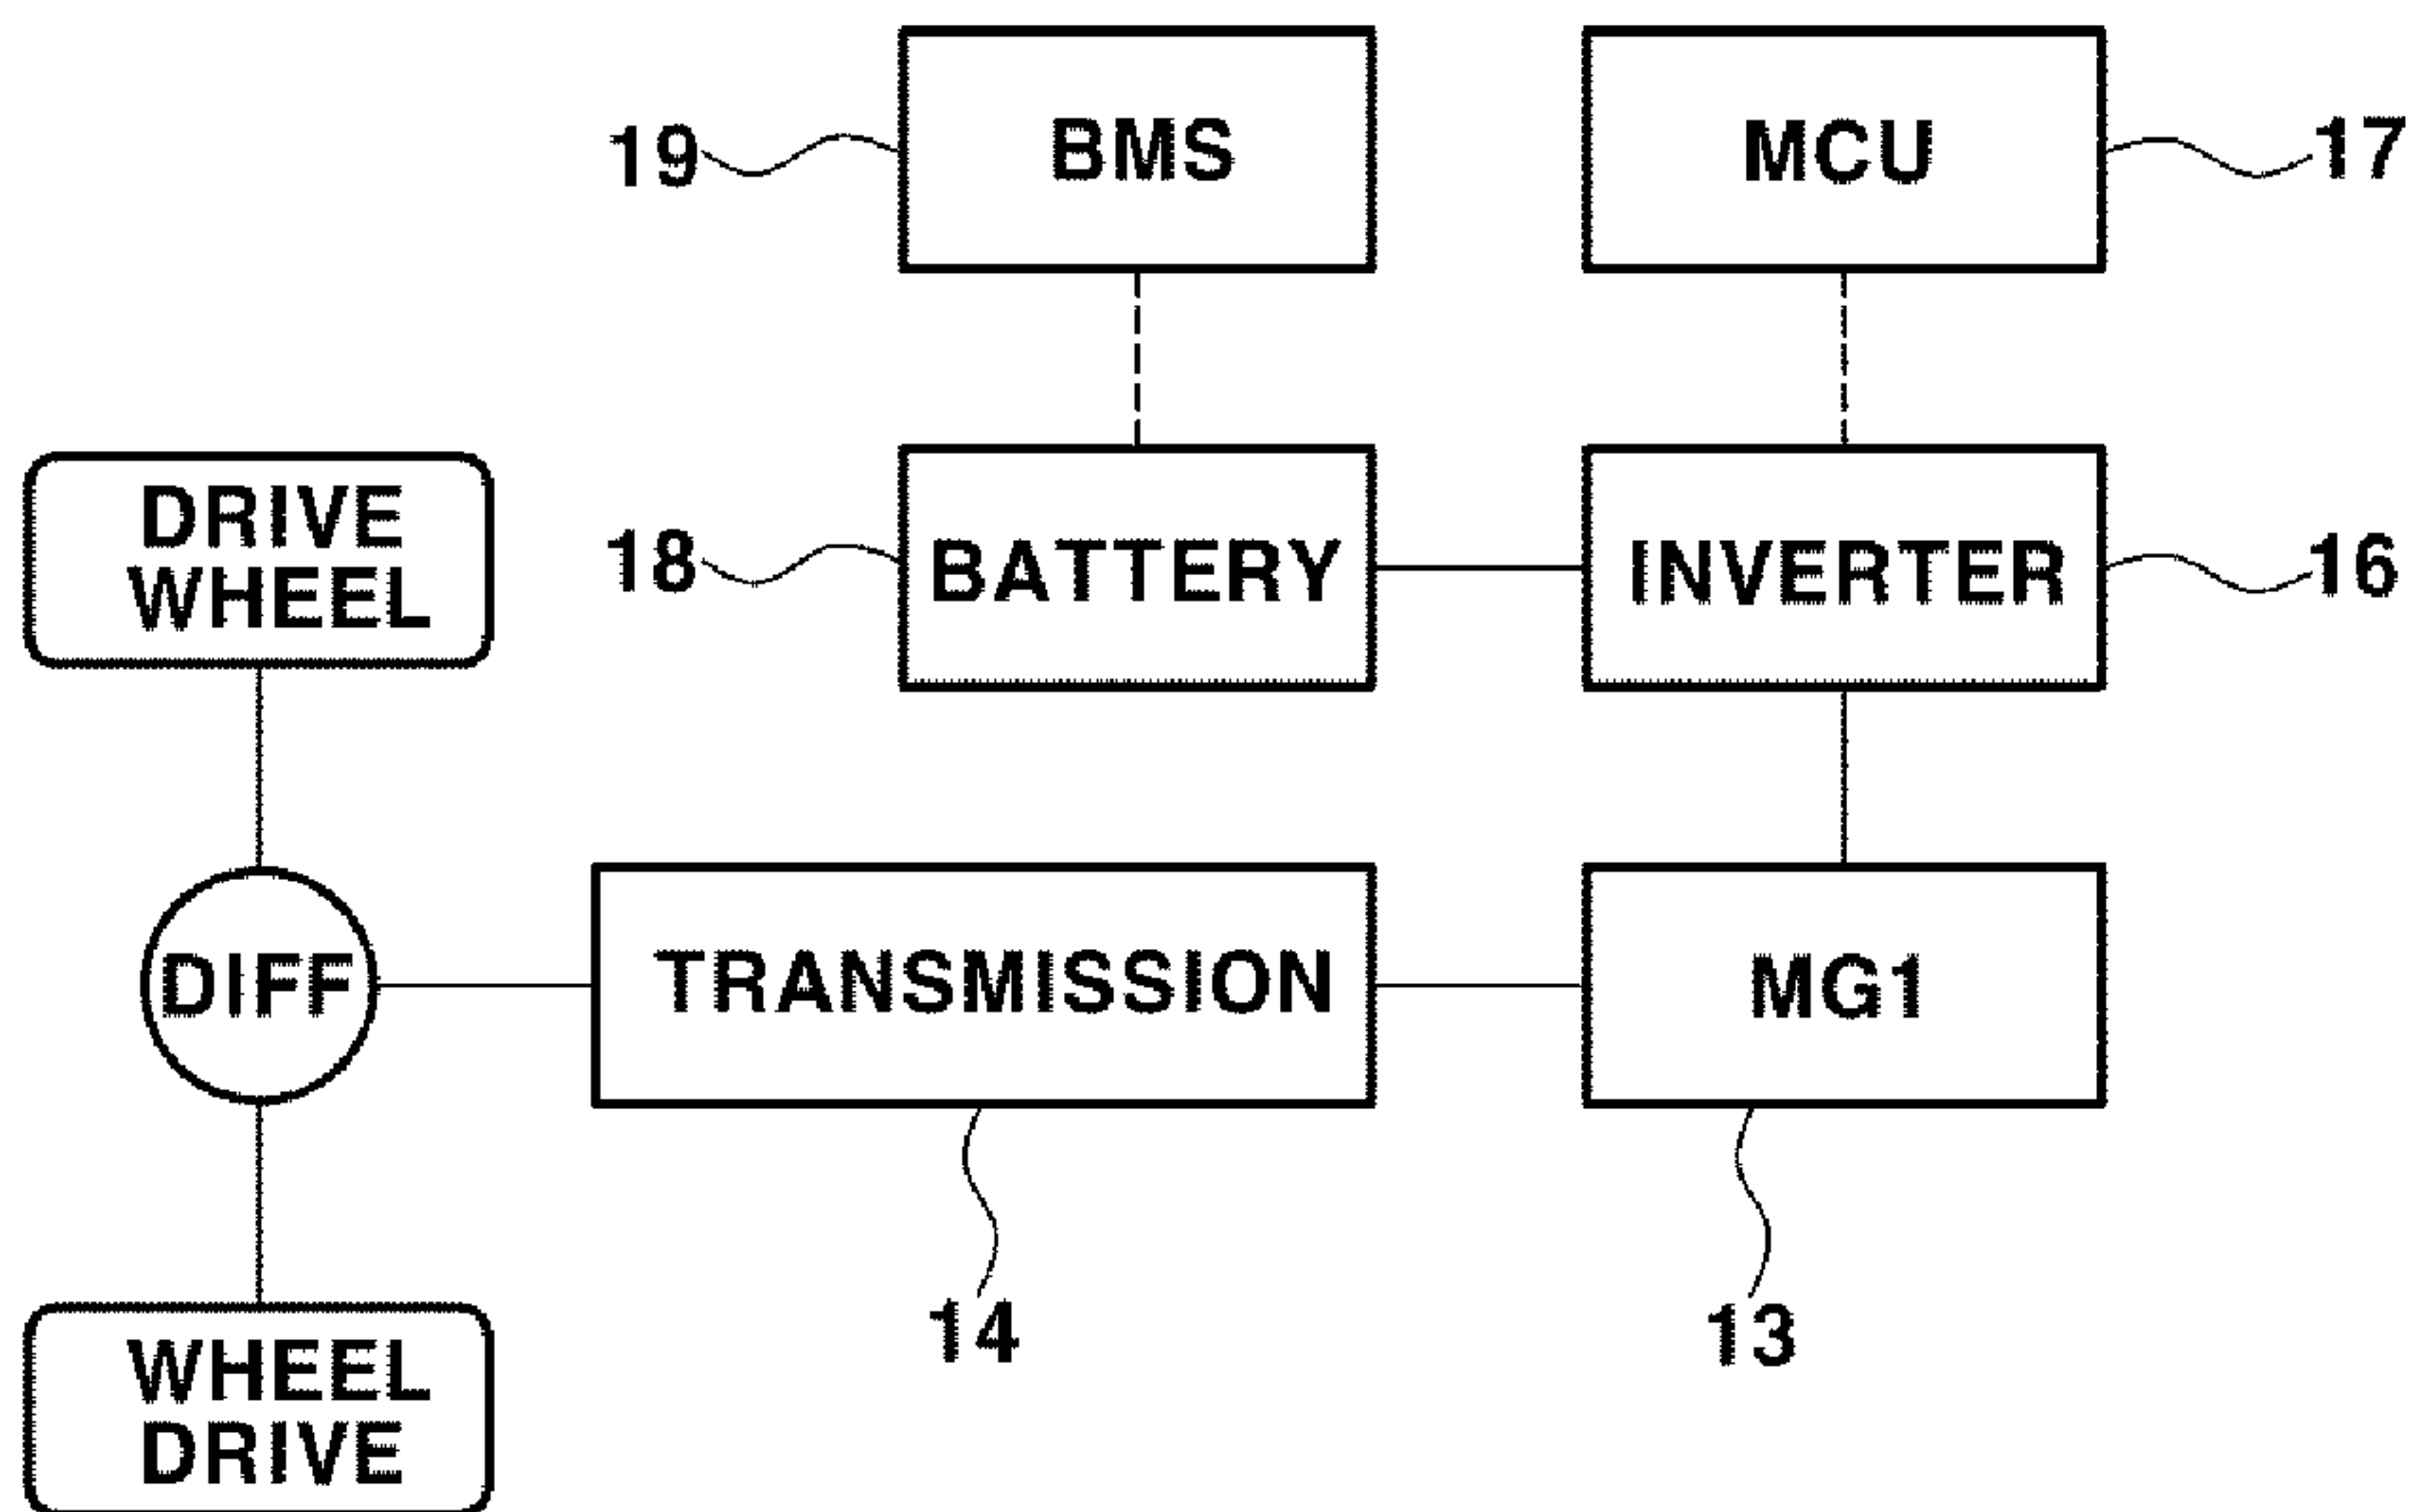 19
BMS
MCU
17
DRIVE
WHEEL
18
BATTERY
INVERTER
16
DIFF
TRANSMISSION
MG1
14
13
WHEEL
DRIVE